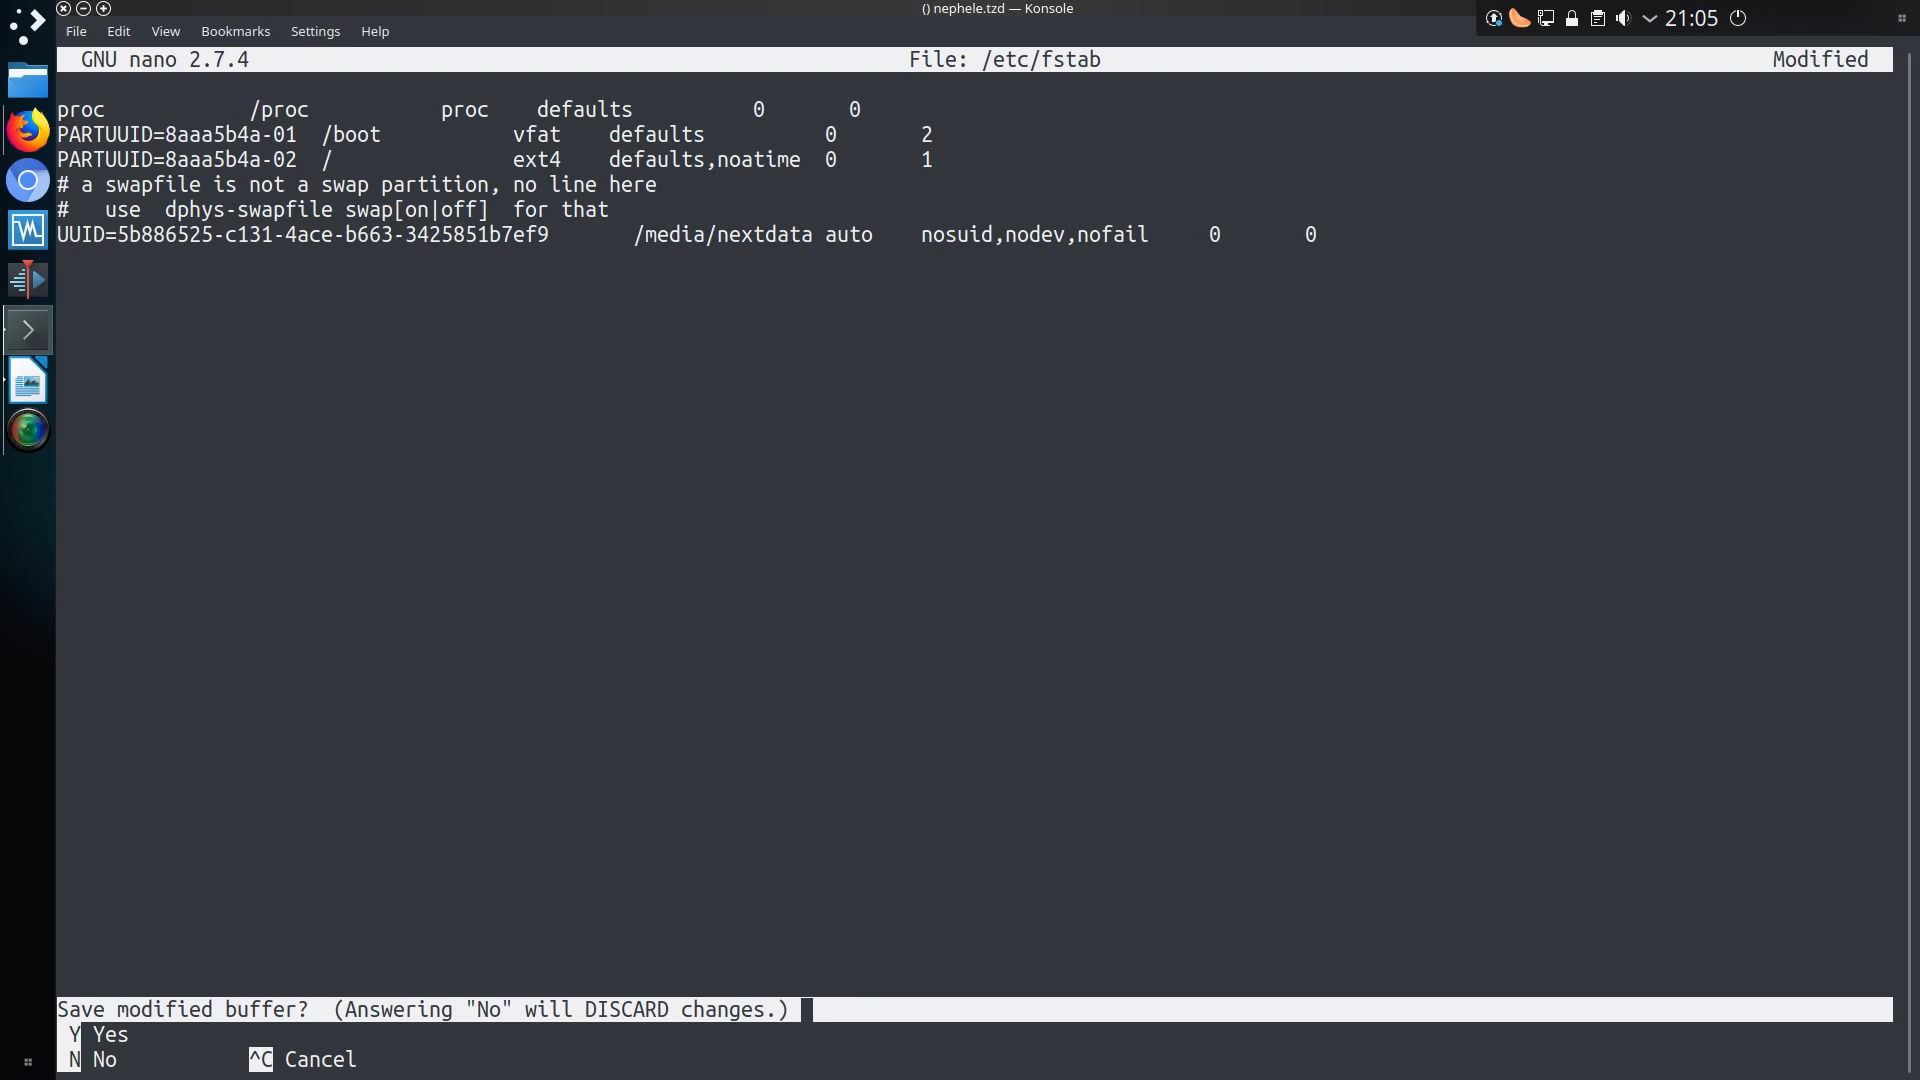 () nephele.tzd — Konsole
21:05
File Edit View Bookmarks Settings Help
GNU nano 2.7.4 File: /etc/fstab Modified
proc /proc proc defaults 0 0
PARTUUID=8aaa5b4a-01 /boot vfat defaults 0 2
PARTUUID=8aaa5b4a-02 / ext4 defaults,noatime 0 1
# a swapfile is not a swap partition, no line here
# use dphys-swapfile swap[on|off] for that
UUID=5b886525-c131-4ace-b663-3425851b7ef9 /media/nextdata auto nosuid,nodev,nofail 0 0
Save modified buffer? (Answering "No" will DISCARD changes.)
Y Yes
N No ^C Cancel